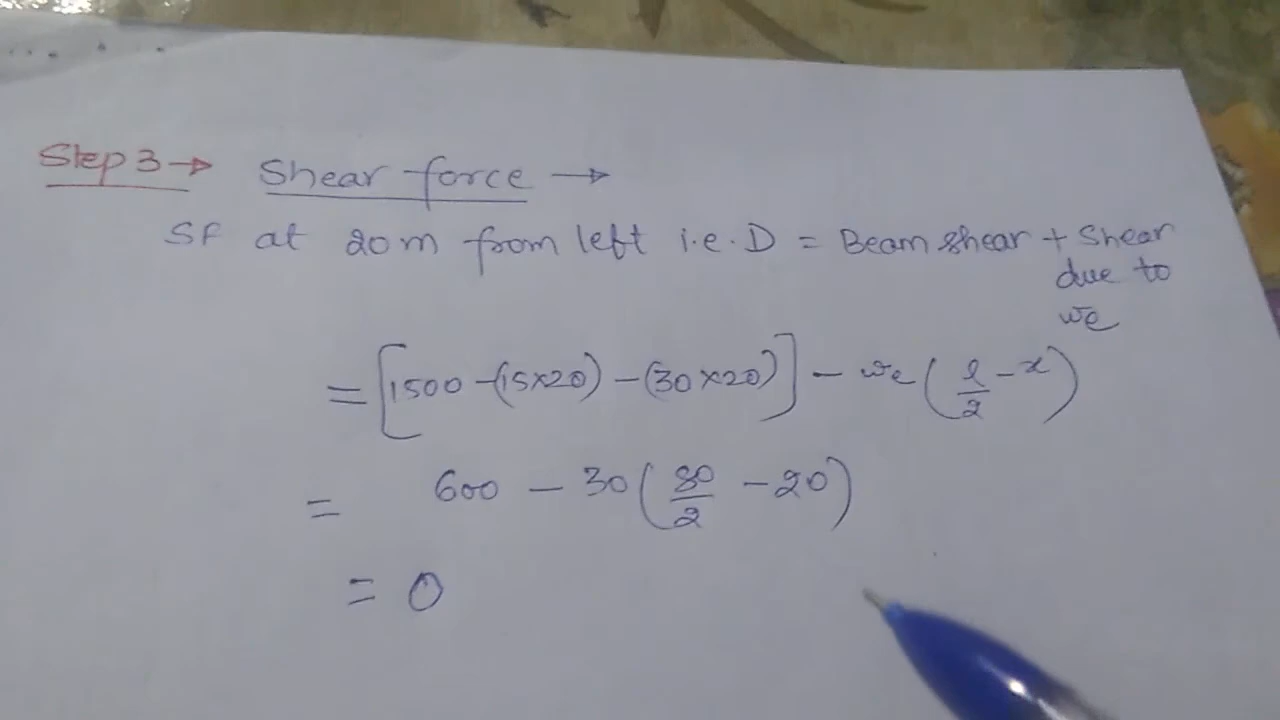 Step 3 → Shear force →
SF at 20m from left i.e. D = Beam shear + Shear
due to
we
= [1500 - (15×20) - (30×20)] - we (l/2 - x)
= 600 - 30 (80/2 - 20)
= 0